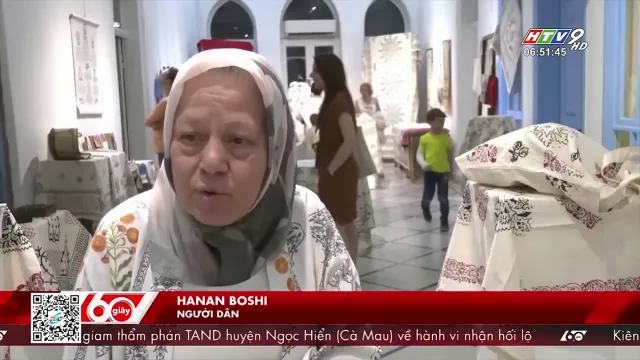 HTV9 HD
06:51:45
60 giây
HANAN BOSHI
NGƯỜI DÂN
giam thẩm phán TAND huyện Ngọc Hiển (Cà Mau) về hành vi nhận hối lộ
60
Kiên